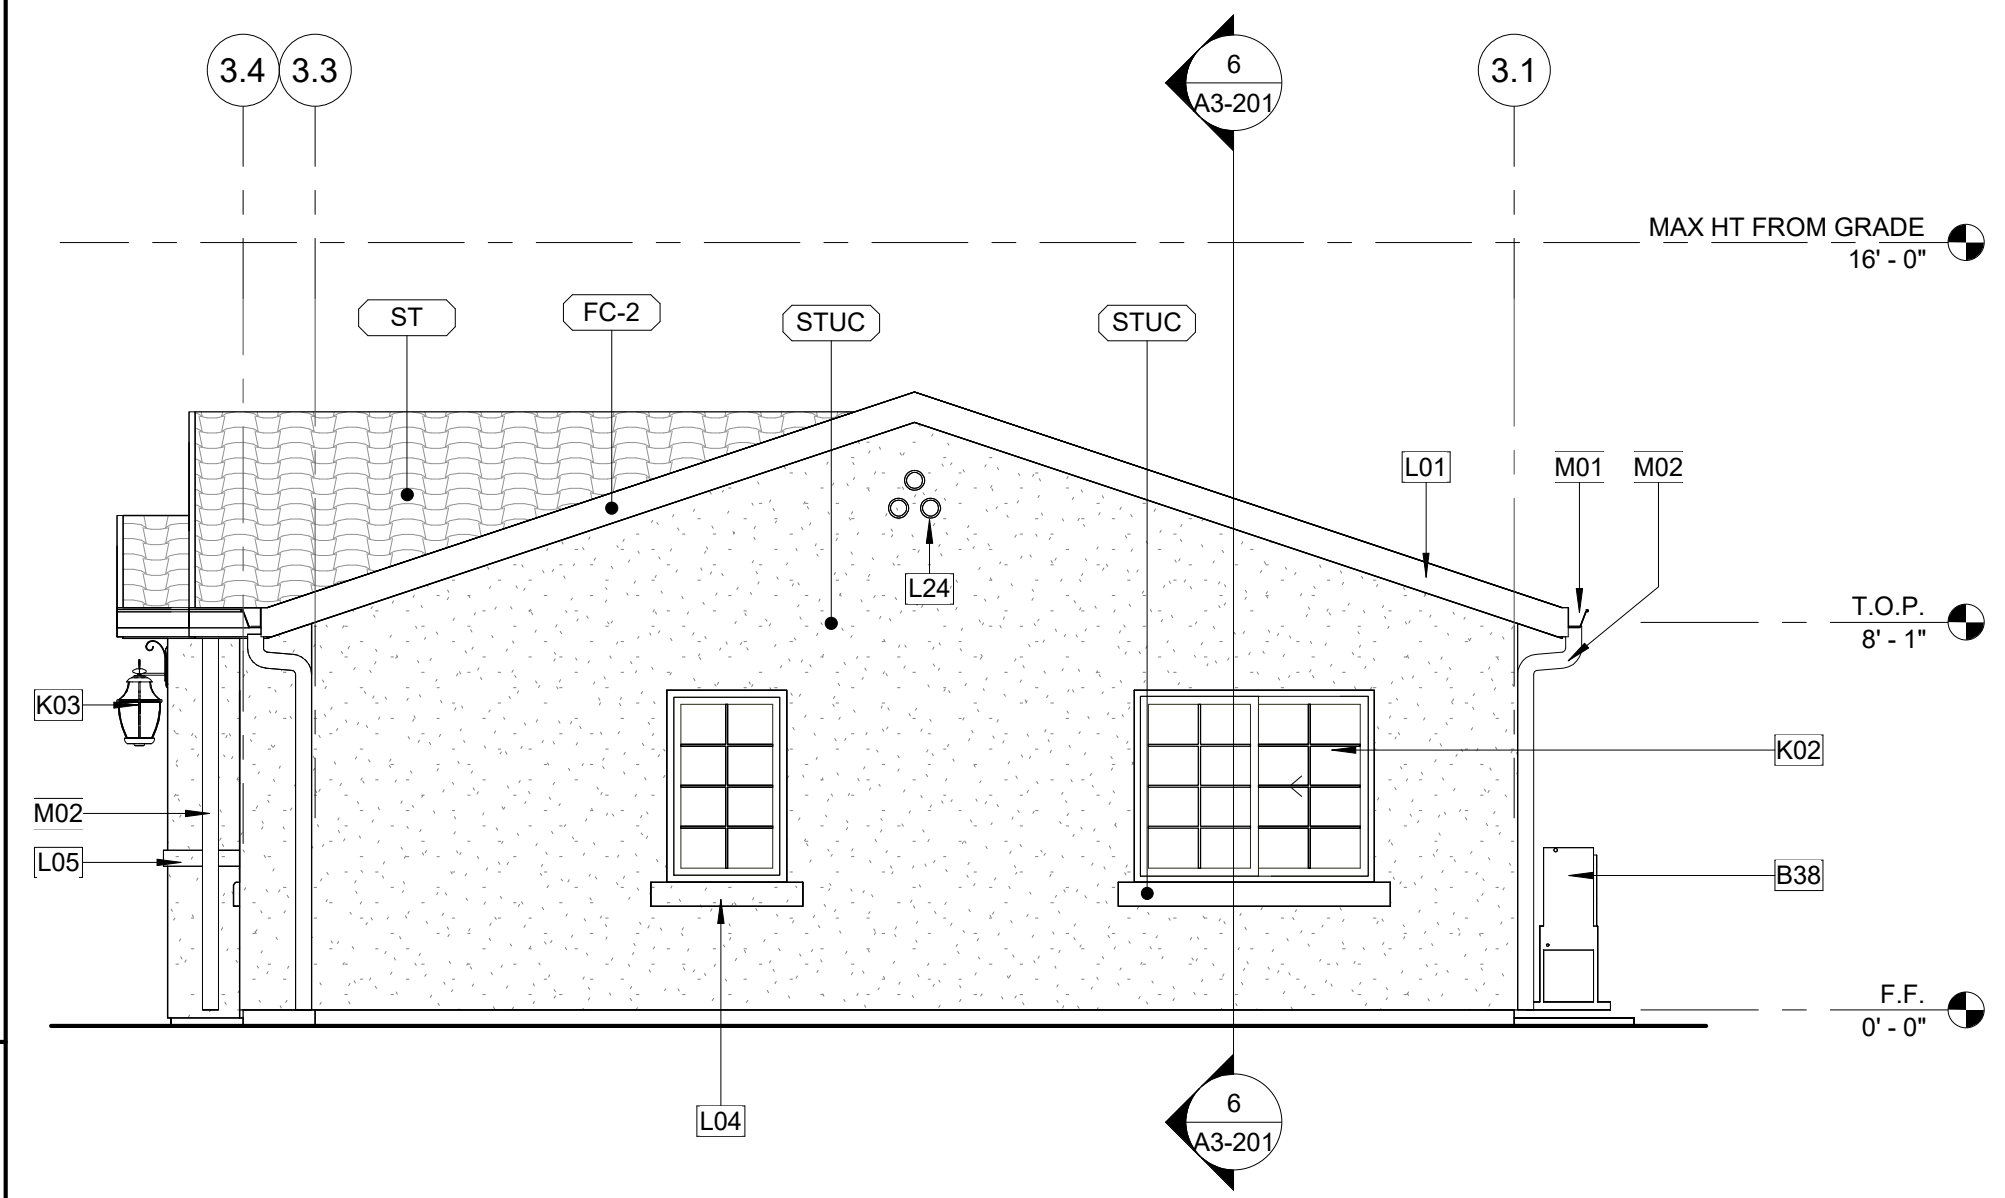 3.4
3.3
6
A3-201
3.1
MAX HT FROM GRADE
16' - 0"
ST
FC-2
STUC
STUC
L01
M01
M02
L24
T.O.P.
8' - 1"
K03
K02
M02
L05
B38
F.F.
0' - 0"
L04
6
A3-201